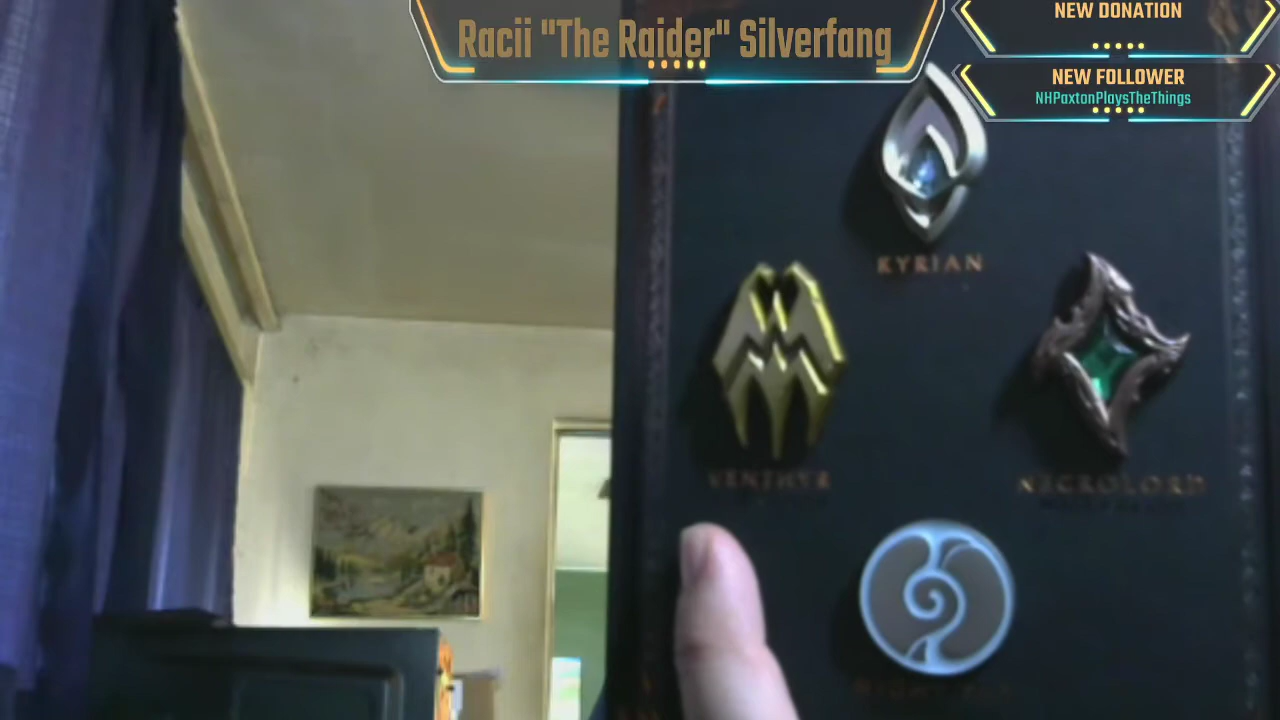 Racii "The Raider" Silverfang
NEW DONATION
NEW FOLLOWER
NHPaxtonPlaysTheThings
KYRIAN
VENTHYR
NECROLORD